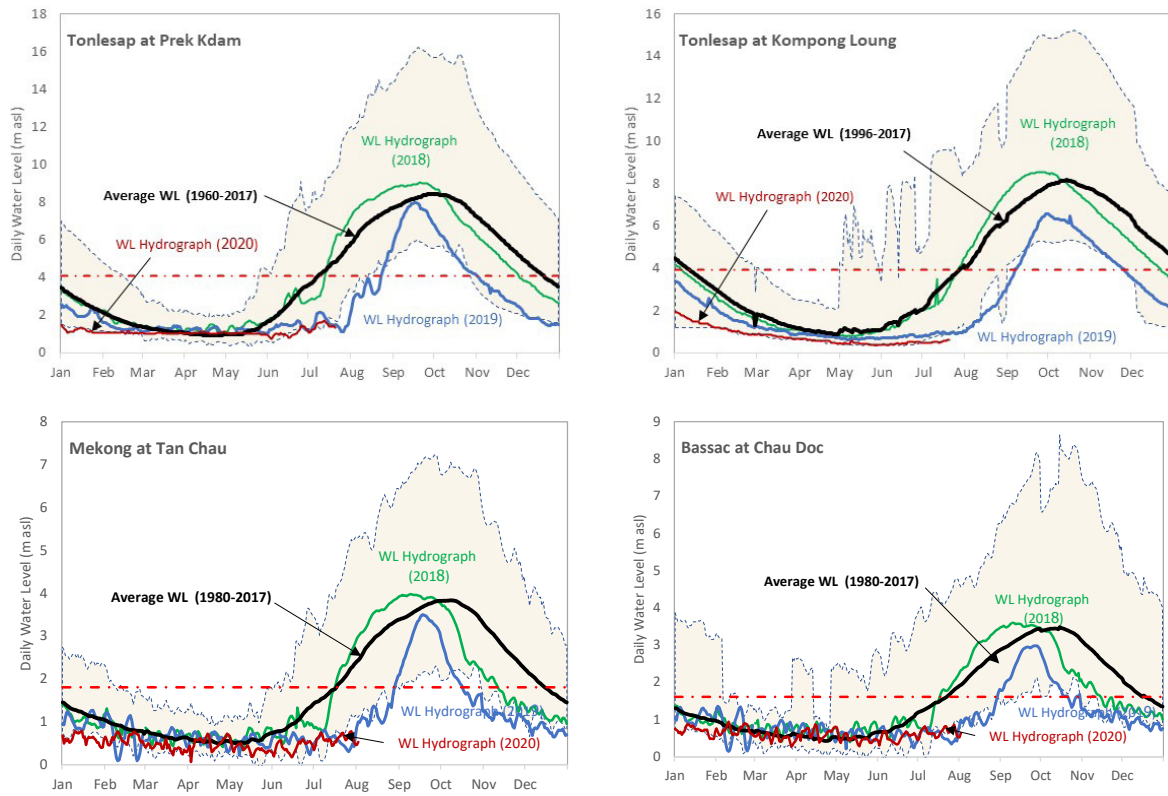 Tonlesap at Prek Kdam
Daily Water Level (m asl)
18
16
14
12
10
8
6
4
2
0
WL Hydrograph
(2018)
Average WL (1960-2017)
WL Hydrograph (2020)
WL Hydrograph (2019)
Jan Feb Mar Apr May Jun Jul Aug Sep Oct Nov Dec
Tonlesap at Kompong Loung
Daily Water Level (m asl)
16
14
12
10
8
6
4
2
0
WL Hydrograph
(2018)
Average WL (1996-2017)
WL Hydrograph (2020)
WL Hydrograph (2019)
Jan Feb Mar Apr May Jun Jul Aug Sep Oct Nov Dec
Mekong at Tan Chau
Daily Water Level (m asl)
8
7
6
5
4
3
2
1
0
WL Hydrograph
(2018)
Average WL (1980-2017)
WL Hydrograph
WL Hydrograph (2020)
Jan Feb Mar Apr May Jun Jul Aug Sep Oct Nov Dec
Bassac at Chau Doc
Daily Water Level (m asl)
9
8
7
6
5
4
3
2
1
0
Average WL (1980-2017)
WL Hydrograph
(2018)
WL Hydrograph
WL Hydrograph (2020)
Jan Feb Mar Apr May Jun Jul Aug Sep Oct Nov Dec